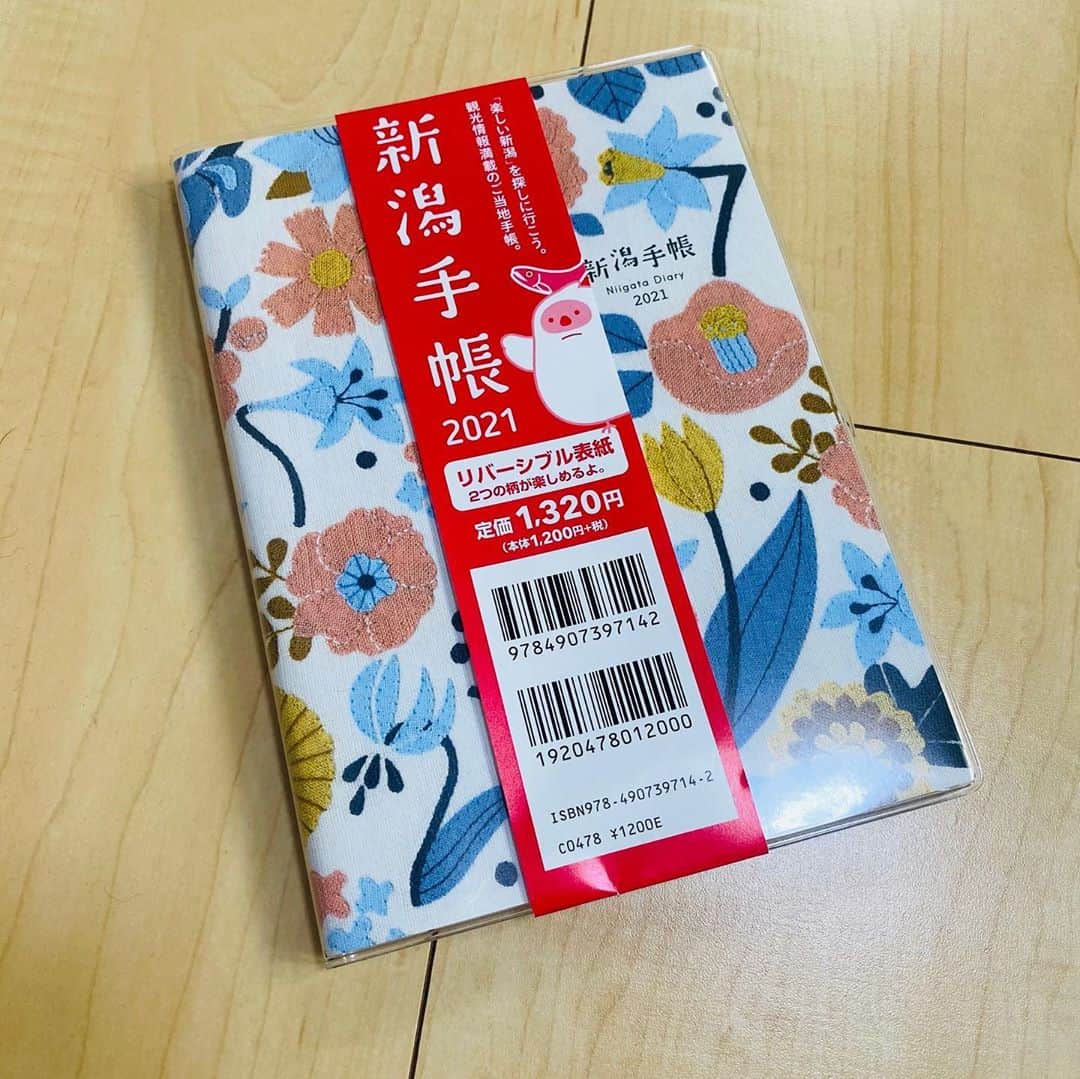 『楽しい新潟』を探しに行こう。
観光情報満載のご当地手帳。
新潟手帳
2021
リバーシブル表紙
2つの柄が楽しめるよ。
定価1,320円
(本体1,200円+税)
9784907397142
1920478012000
ISBN978-490739714-2
C0478 ¥1200E
新潟手帳
Niigata Diary
2021